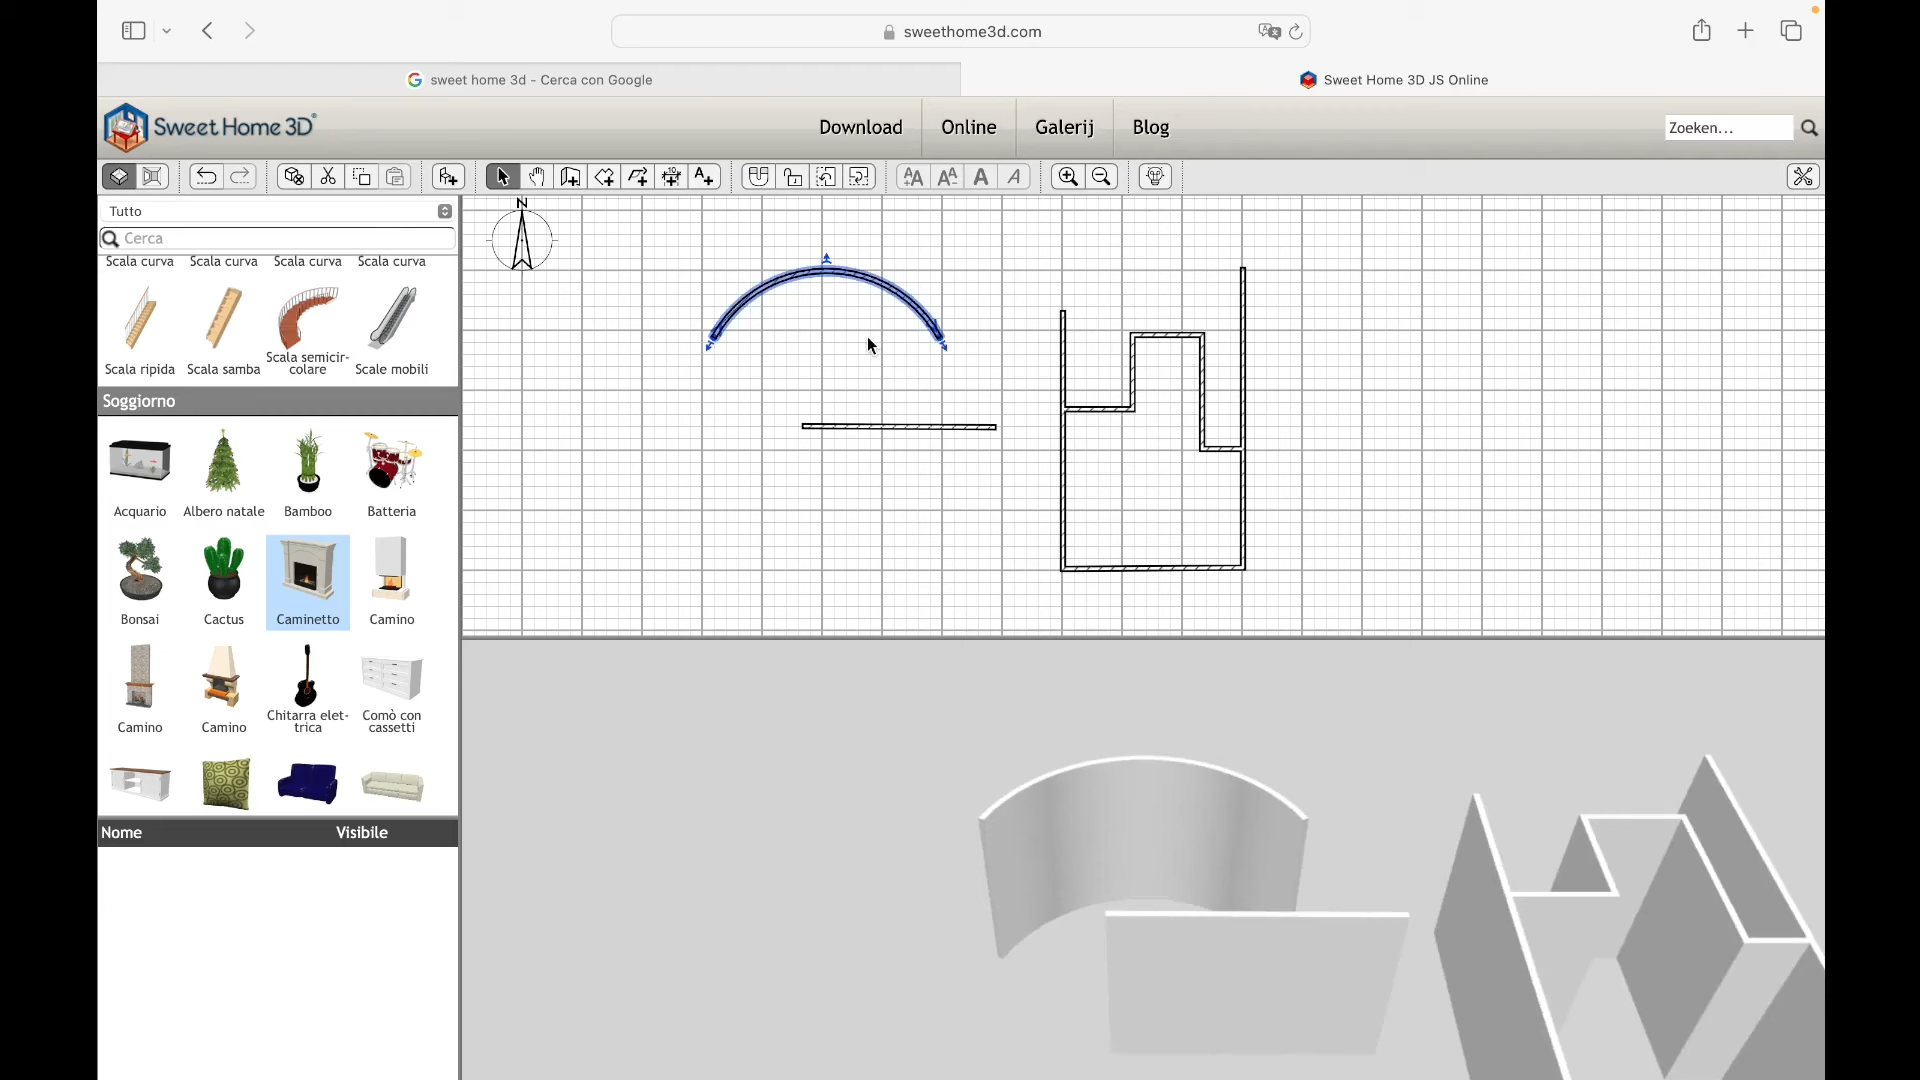 sweethome3d.com
sweet home 3d - Cerca con Google
Sweet Home 3D JS Online
Sweet Home 3D
Download
Online
Galerij
Blog
Zoeken...
Tutto
Cerca
Scala curva
Scala curva
Scala curva
Scala curva
Scala ripida
Scala samba
Scala semicir-
colare
Scale mobili
Soggiorno
Acquario
Albero natale
Bamboo
Batteria
Bonsai
Cactus
Caminetto
Camino
Camino
Camino
Chitarra elet-
trica
Comò con
cassetti
Nome
Visibile
N